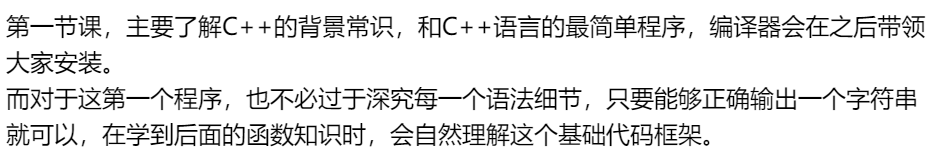 第一节课，主要了解C++的背景常识，和C++语言的最简单程序，编译器会在之后带领
大家安装。
而对于这第一个程序，也不必过于深究每一个语法细节，只要能够正确输出一个字符串
就可以，在学到后面的函数知识时，会自然理解这个基础代码框架。